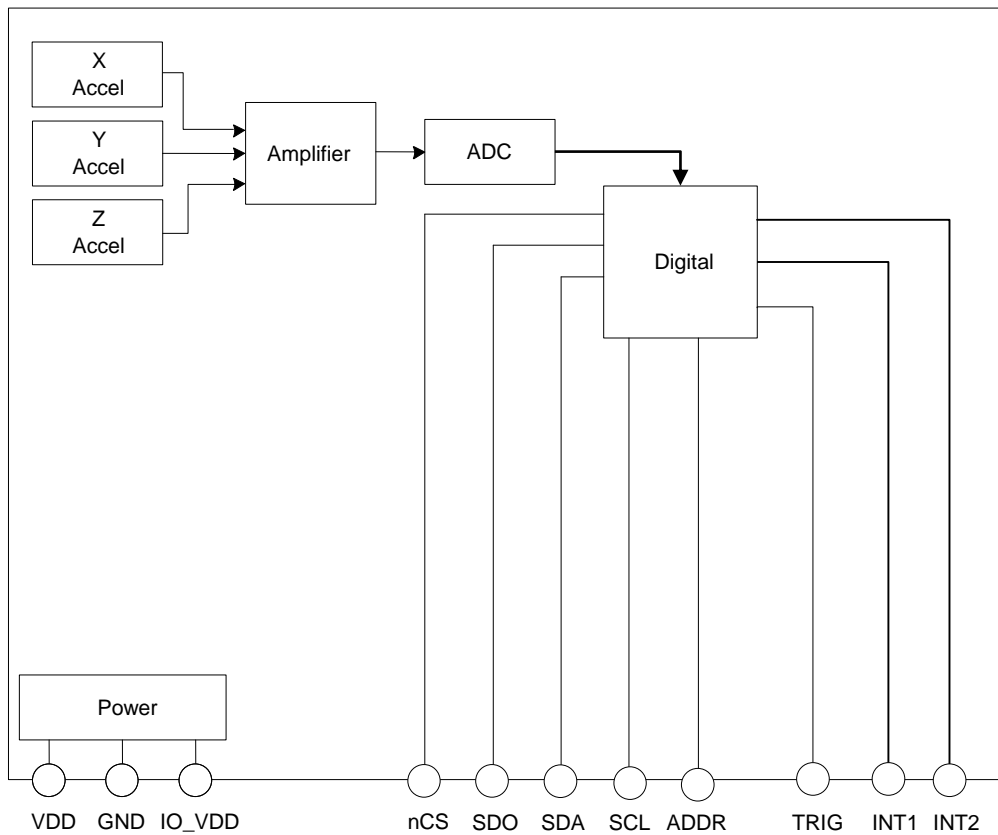 X
Accel
Y
Accel
Z
Accel
Amplifier
ADC
Digital
Power
VDD GND IO_VDD nCS SDO SDA SCL ADDR TRIG INT1 INT2